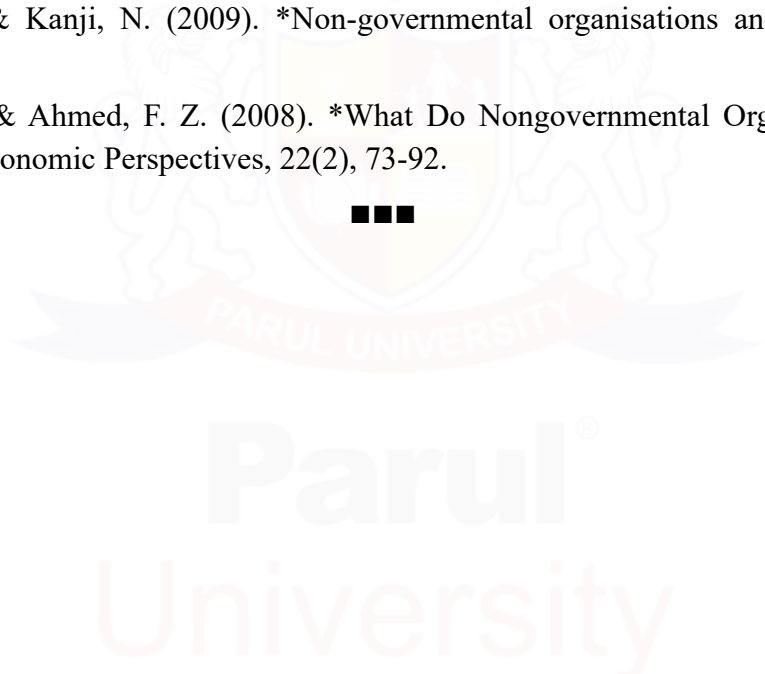 & Kanji, N. (2009). *Non-governmental organisations an
& Ahmed, F. Z. (2008). *What Do Nongovernmental Org
onomic Perspectives, 22(2), 73-92.
PARUL UNIVERSITY
Parul®
University